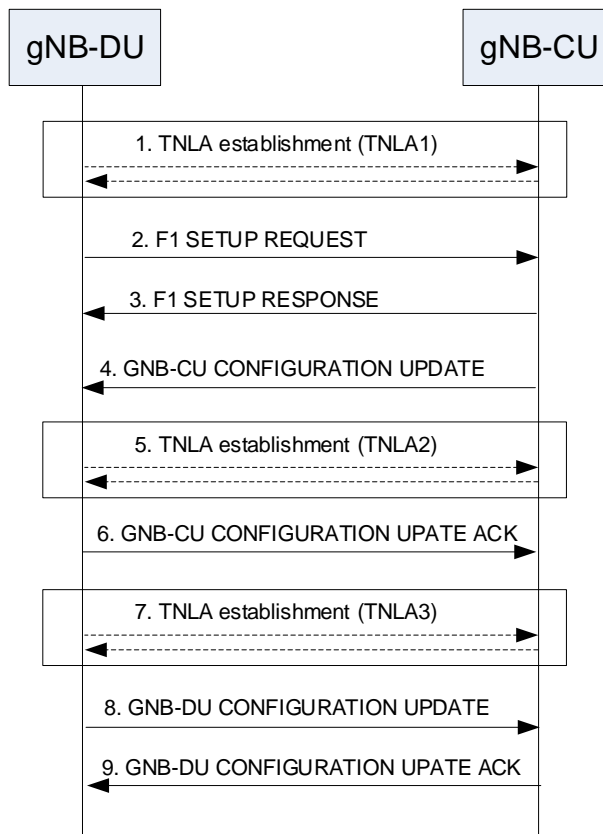 gNB-DU
gNB-CU
1. TNLA establishment (TNLA1)
2. F1 SETUP REQUEST
3. F1 SETUP RESPONSE
4. GNB-CU CONFIGURATION UPDATE
5. TNLA establishment (TNLA2)
6. GNB-CU CONFIGURATION UPATE ACK
7. TNLA establishment (TNLA3)
8. GNB-DU CONFIGURATION UPDATE
9. GNB-DU CONFIGURATION UPATE ACK